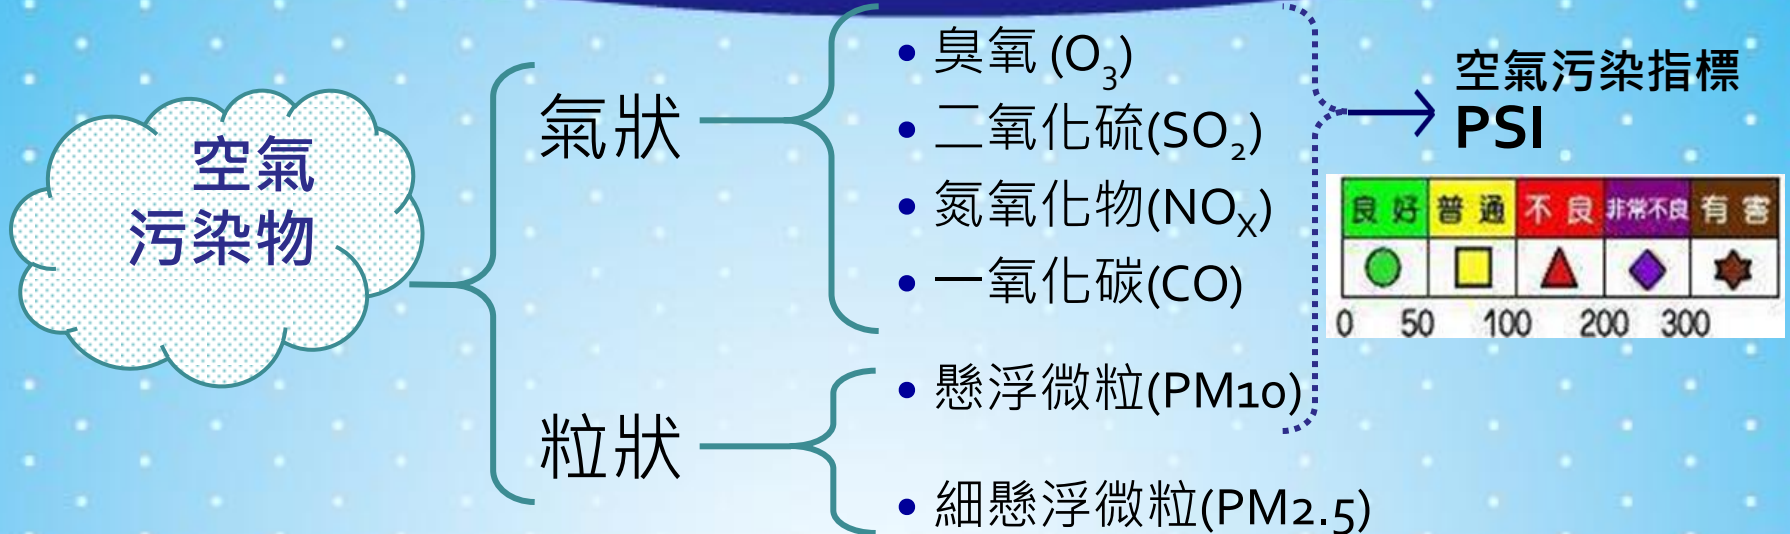 空氣
污染物
氣狀
• 臭氧 (O₃)
• 二氧化硫(SO₂)
• 氮氧化物(NOX)
• 一氧化碳(CO)
粒狀
• 懸浮微粒(PM10)
• 細懸浮微粒(PM2.5)
空氣污染指標
PSI
良好 普通 不良 非常不良 有害
0 50 100 200 300